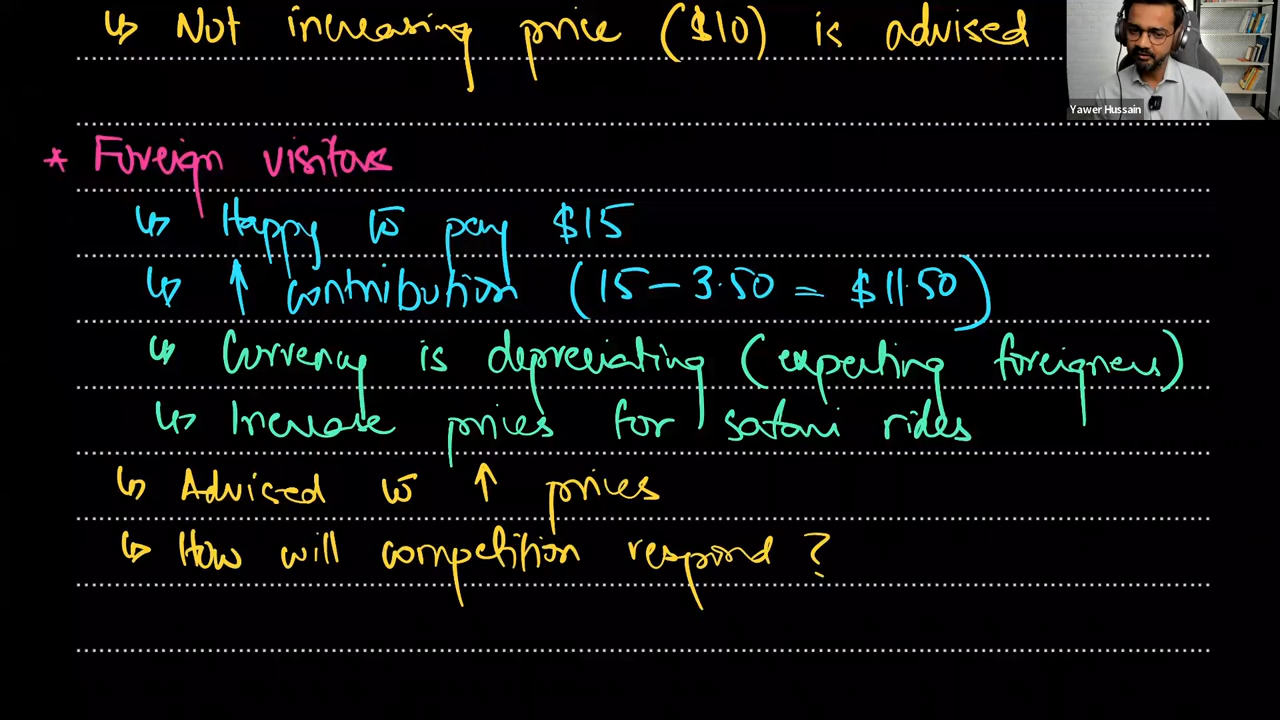 ↳ Not increasing price ($10) is advised
Yawer Hussain
* Foreign visitors
↳ Happy to pay $15
↳ ↑ contribution (15 - 3.50 = $11.50)
↳ Currency is depreciating (expecting foreigners)
↳ Increase prices for satari rides
↳ Advised to ↑ prices
↳ How will competition respond ?